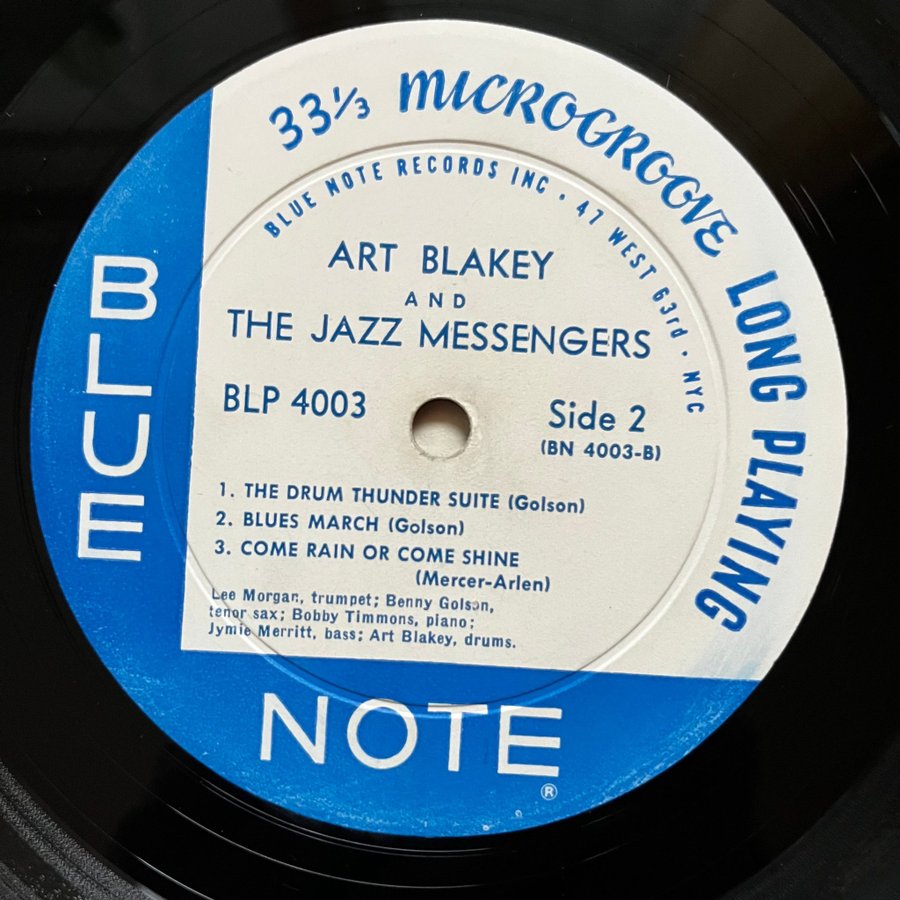 33⅓ MICROGROOVE LONG PLAYING
BLUE NOTE RECORDS INC • 47 WEST 63rd • NYC
ART BLAKEY
AND
THE JAZZ MESSENGERS
BLP 4003
Side 2
(BN 4003-B)
1. THE DRUM THUNDER SUITE (Golson)
2. BLUES MARCH (Golson)
3. COME RAIN OR COME SHINE
(Mercer-Arlen)
Lee Morgan, trumpet; Benny Golson,
tenor sax; Bobby Timmons, piano;
Jymie Merritt, bass; Art Blakey, drums.
BLUE
NOTE
®